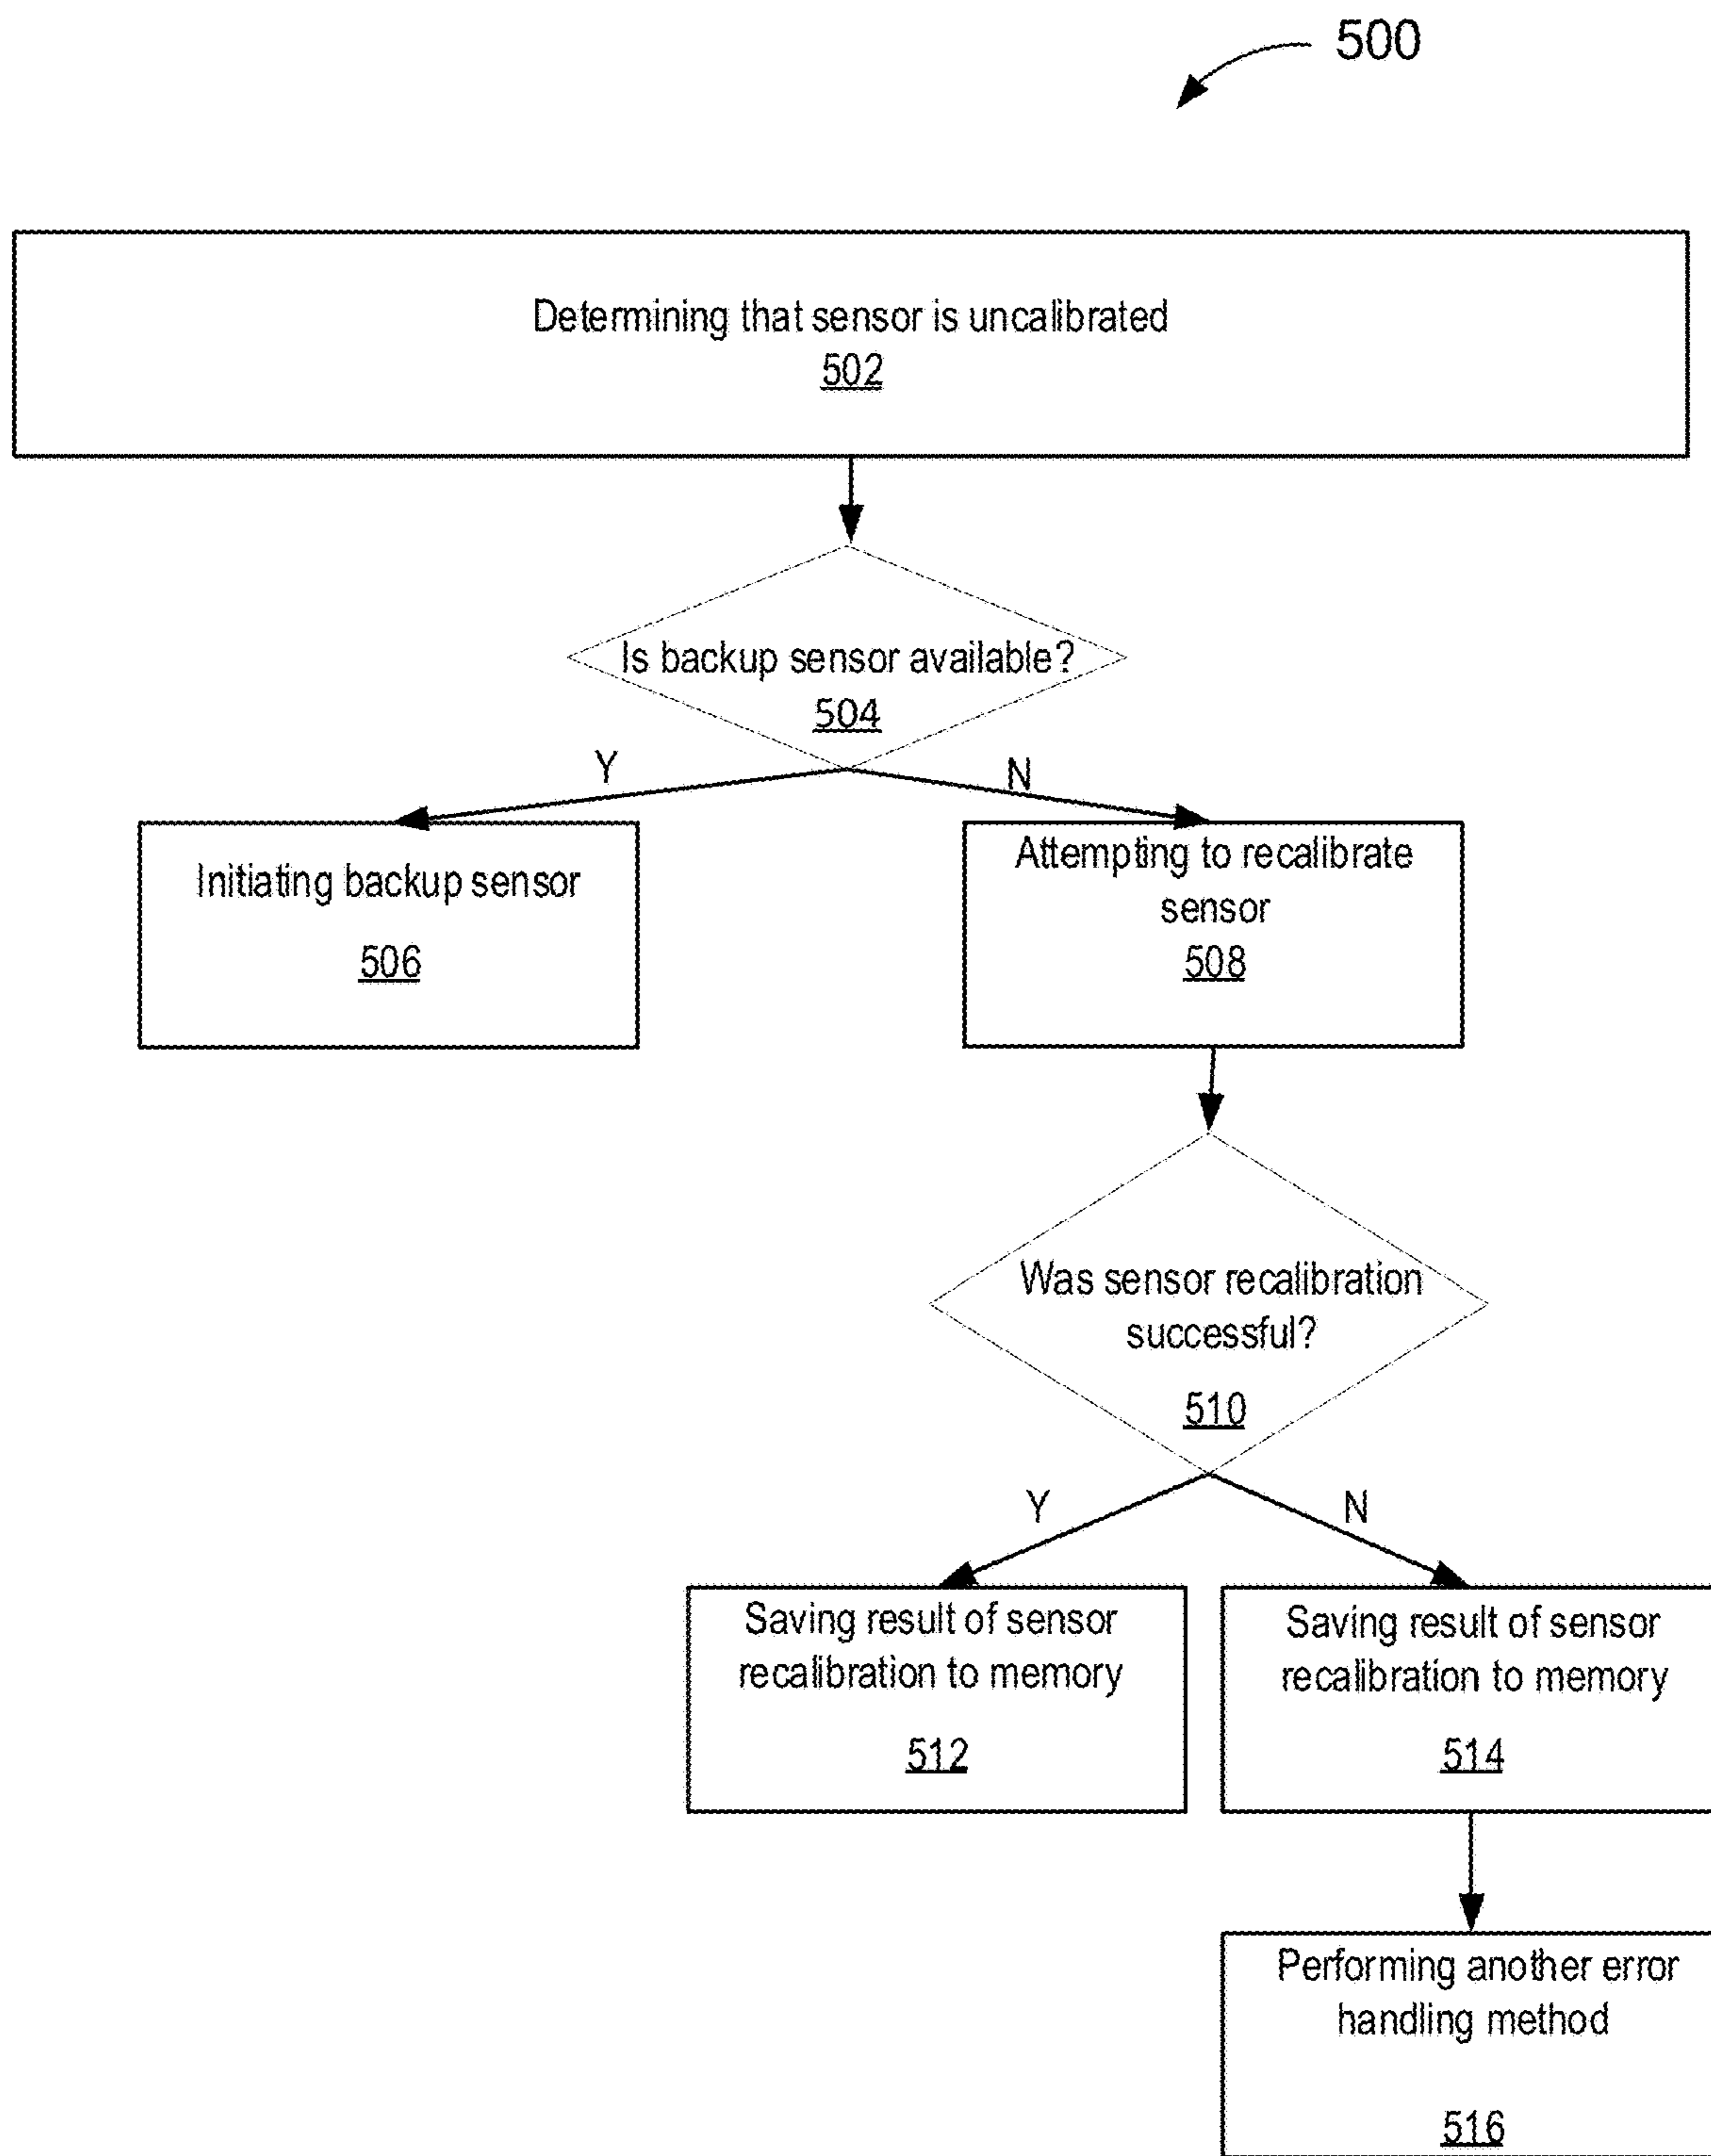 500
Determining that sensor is uncalibrated
502
Is backup sensor available?
504
Y
N
Initiating backup sensor
506
Attempting to recalibrate
sensor
508
Was sensor recalibration
successful?
510
Y
N
Saving result of sensor
recalibration to memory
512
Saving result of sensor
recalibration to memory
514
Performing another error
handling method
516